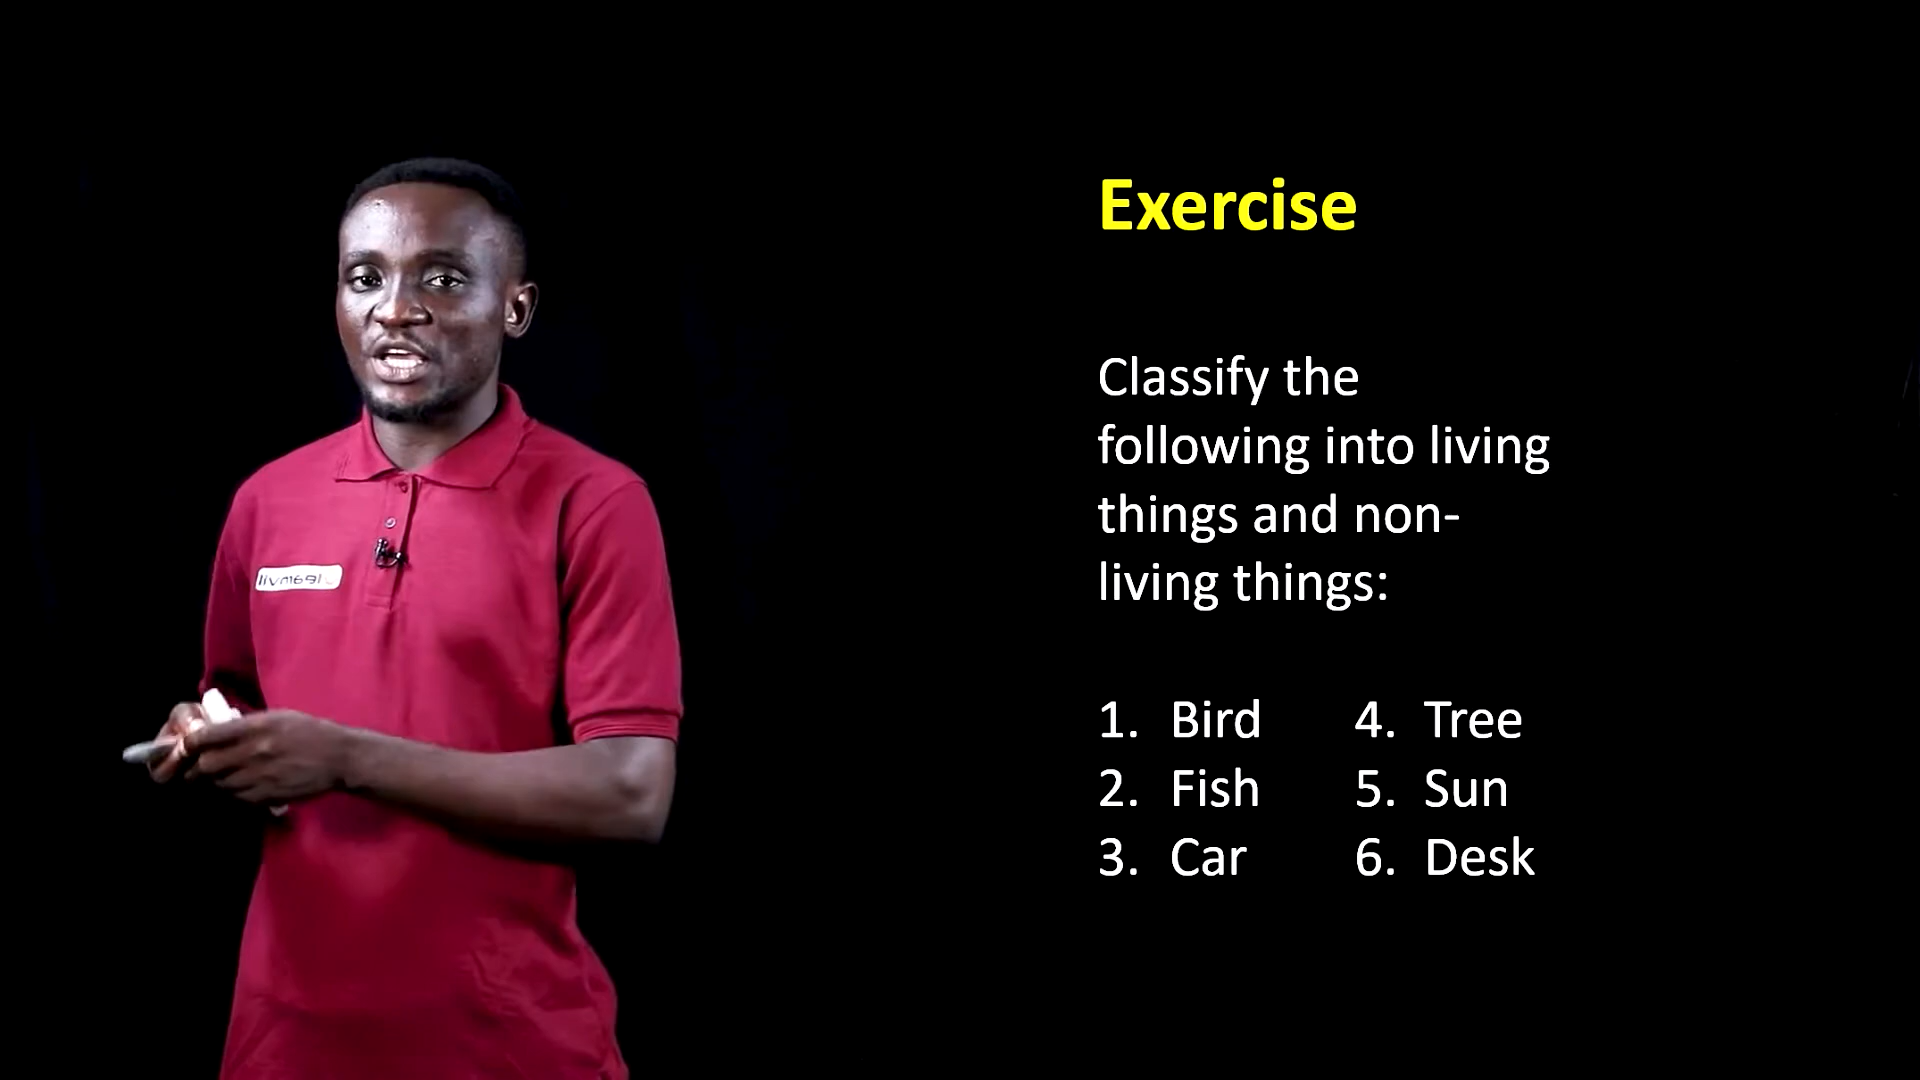 Exercise
Classify the
following into living
things and non-
living things:
1. Bird 4. Tree
2. Fish 5. Sun
3. Car 6. Desk